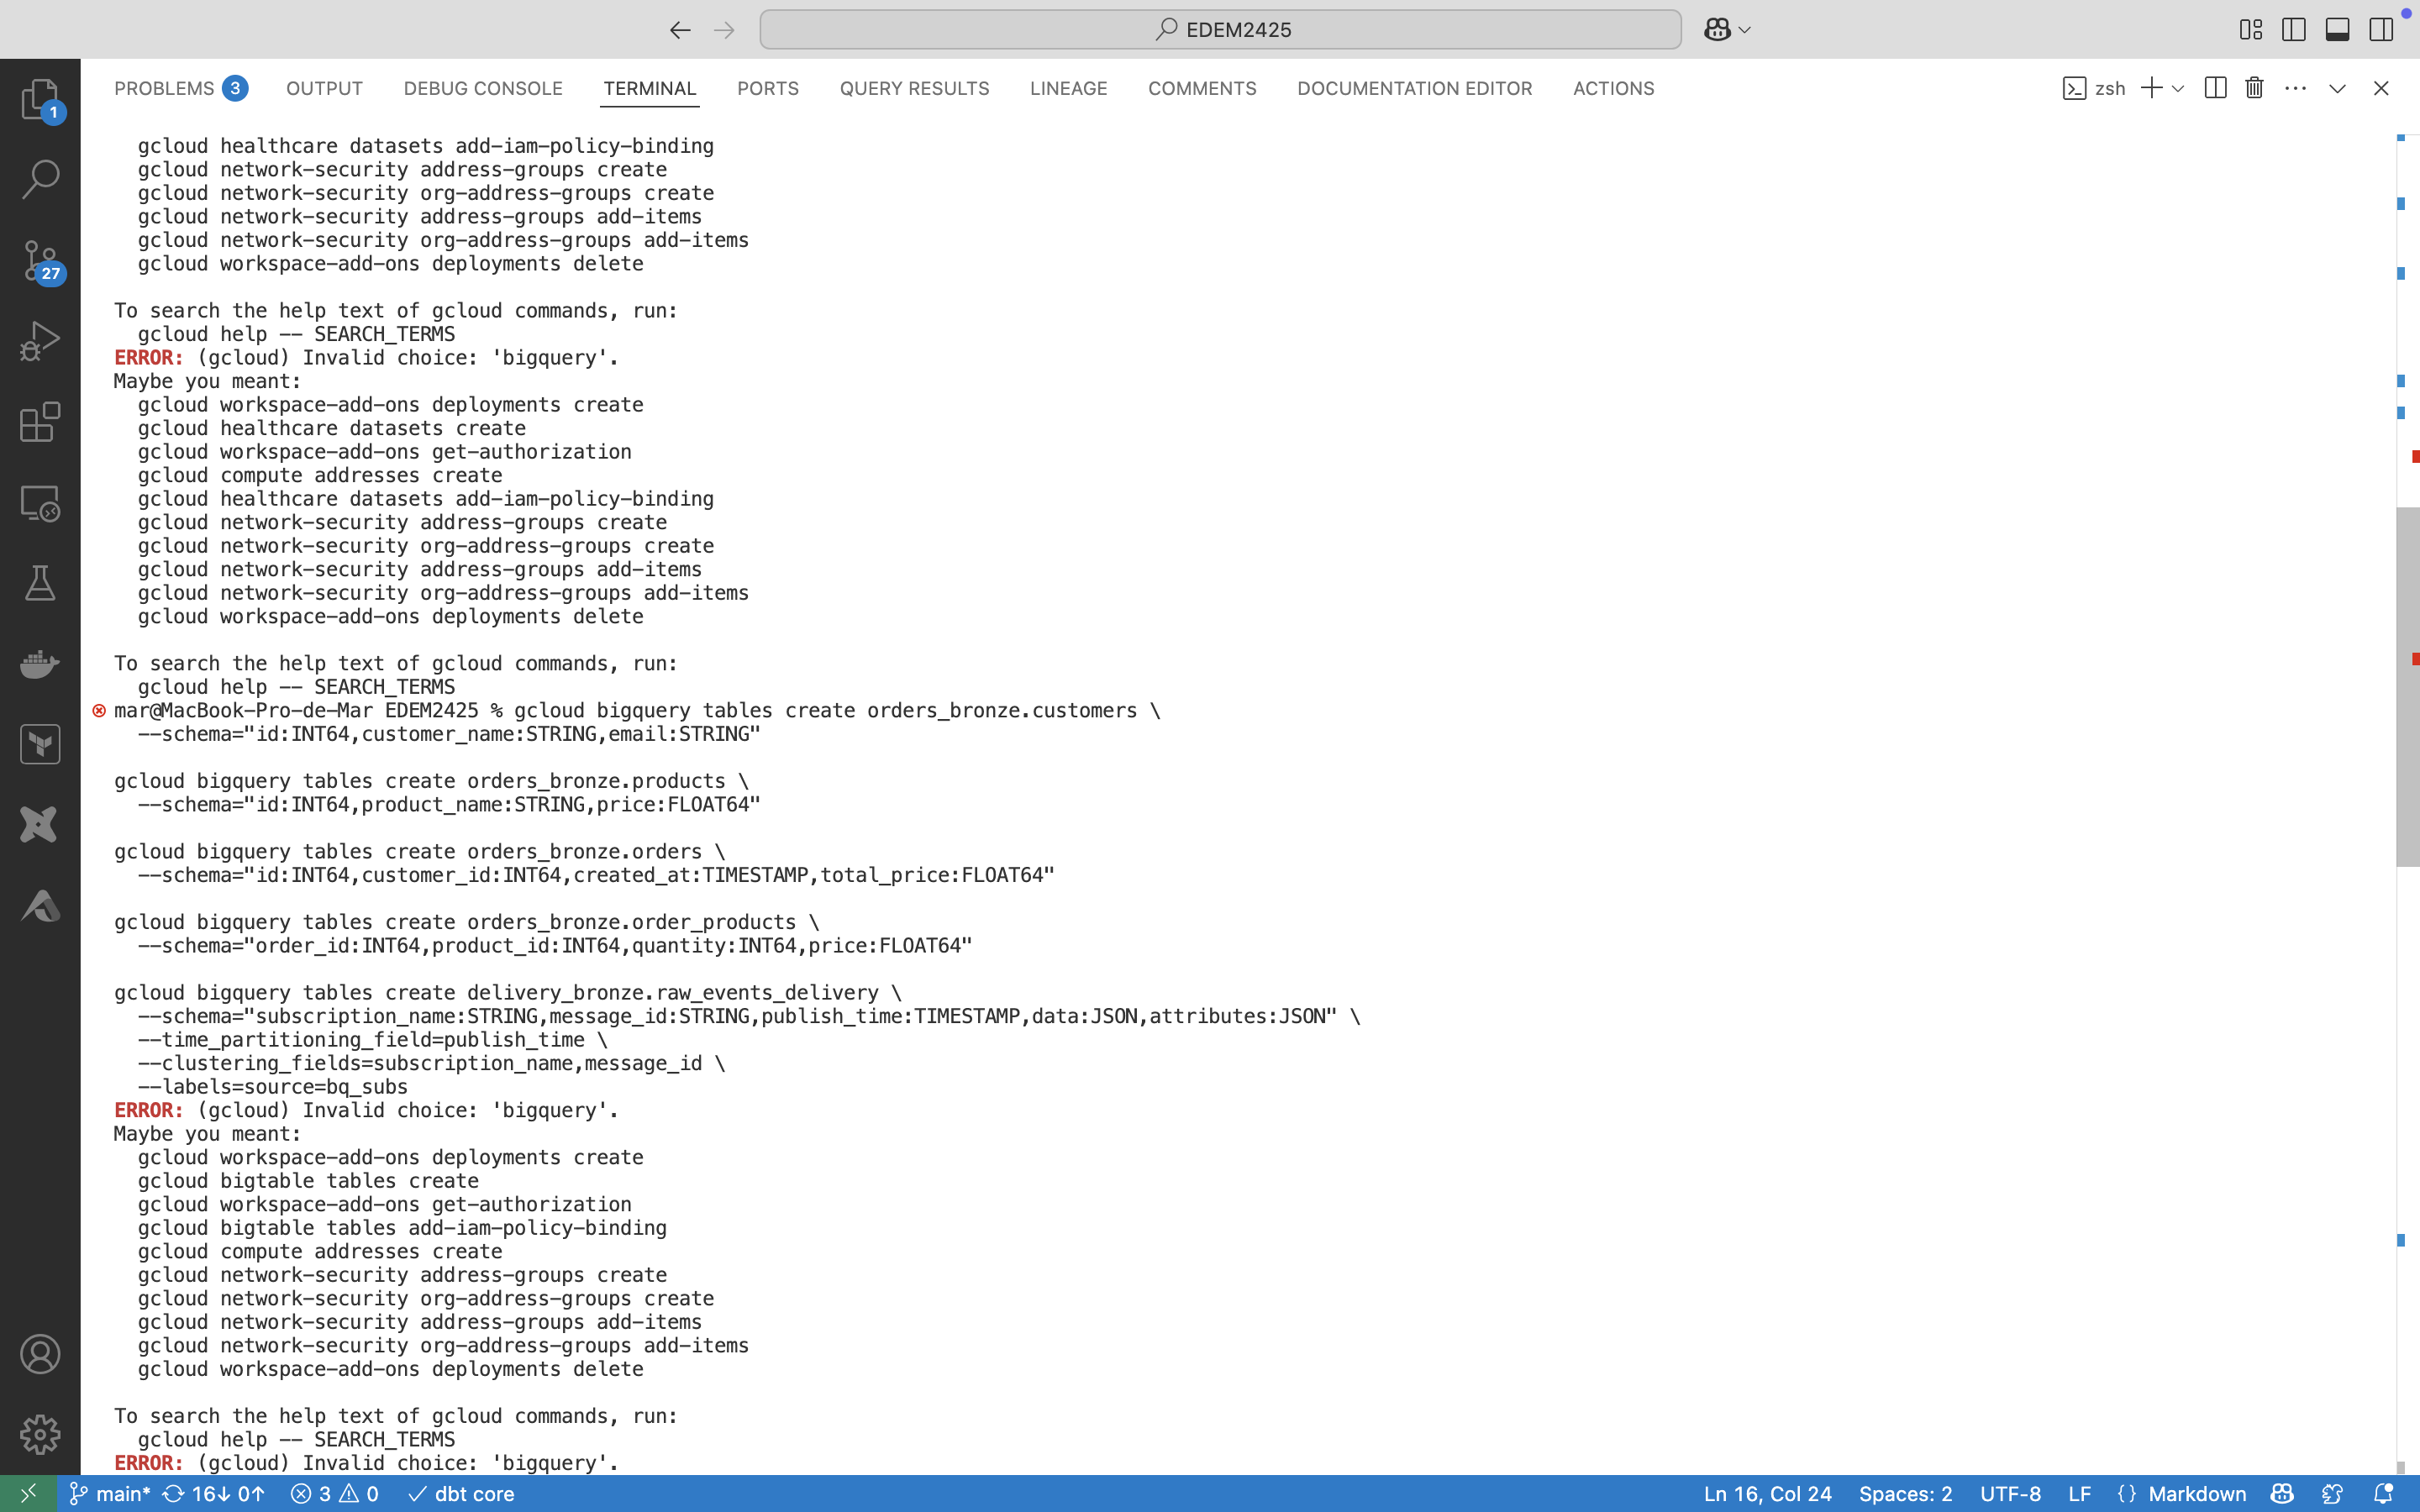 EDEM2425
PROBLEMS 3 OUTPUT DEBUG CONSOLE TERMINAL PORTS QUERY RESULTS LINEAGE COMMENTS DOCUMENTATION EDITOR ACTIONS zsh
1
27
gcloud healthcare datasets add-iam-policy-binding
gcloud network-security address-groups create
gcloud network-security org-address-groups create
gcloud network-security address-groups add-items
gcloud network-security org-address-groups add-items
gcloud workspace-add-ons deployments delete
To search the help text of gcloud commands, run:
gcloud help -- SEARCH_TERMS
ERROR: (gcloud) Invalid choice: 'bigquery'.
Maybe you meant:
gcloud workspace-add-ons deployments create
gcloud healthcare datasets create
gcloud workspace-add-ons get-authorization
gcloud compute addresses create
gcloud healthcare datasets add-iam-policy-binding
gcloud network-security address-groups create
gcloud network-security org-address-groups create
gcloud network-security address-groups add-items
gcloud network-security org-address-groups add-items
gcloud workspace-add-ons deployments delete
To search the help text of gcloud commands, run:
gcloud help -- SEARCH_TERMS
mar@MacBook-Pro-de-Mar EDEM2425 % gcloud bigquery tables create orders_bronze.customers \
--schema="id:INT64,customer_name:STRING,email:STRING"
gcloud bigquery tables create orders_bronze.products \
--schema="id:INT64,product_name:STRING,price:FLOAT64"
gcloud bigquery tables create orders_bronze.orders \
--schema="id:INT64,customer_id:INT64,created_at:TIMESTAMP,total_price:FLOAT64"
gcloud bigquery tables create orders_bronze.order_products \
--schema="order_id:INT64,product_id:INT64,quantity:INT64,price:FLOAT64"
gcloud bigquery tables create delivery_bronze.raw_events_delivery \
--schema="subscription_name:STRING,message_id:STRING,publish_time:TIMESTAMP,data:JSON,attributes:JSON" \
--time_partitioning_field=publish_time \
--clustering_fields=subscription_name,message_id \
--labels=source=bq_subs
ERROR: (gcloud) Invalid choice: 'bigquery'.
Maybe you meant:
gcloud workspace-add-ons deployments create
gcloud bigtable tables create
gcloud workspace-add-ons get-authorization
gcloud bigtable tables add-iam-policy-binding
gcloud compute addresses create
gcloud network-security address-groups create
gcloud network-security org-address-groups create
gcloud network-security address-groups add-items
gcloud network-security org-address-groups add-items
gcloud workspace-add-ons deployments delete
To search the help text of gcloud commands, run:
gcloud help -- SEARCH_TERMS
ERROR: (gcloud) Invalid choice: 'bigquery'.
main* 16↓ 0↑ 3 0 dbt core Ln 16, Col 24 Spaces: 2 UTF-8 LF {} Markdown